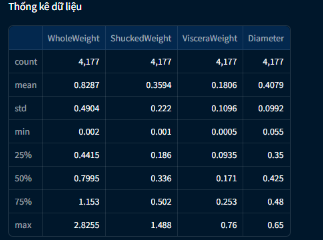 Thống kê dữ liệu
WholeWeight ShuckedWeight VisceraWeight Diameter
count 4,177 4,177 4,177 4,177
mean 0.8287 0.3594 0.1806 0.4079
std 0.4904 0.222 0.1096 0.0992
min 0.002 0.001 0.0005 0.055
25% 0.4415 0.186 0.0935 0.35
50% 0.7995 0.336 0.171 0.425
75% 1.153 0.502 0.253 0.48
max 2.8255 1.488 0.76 0.65